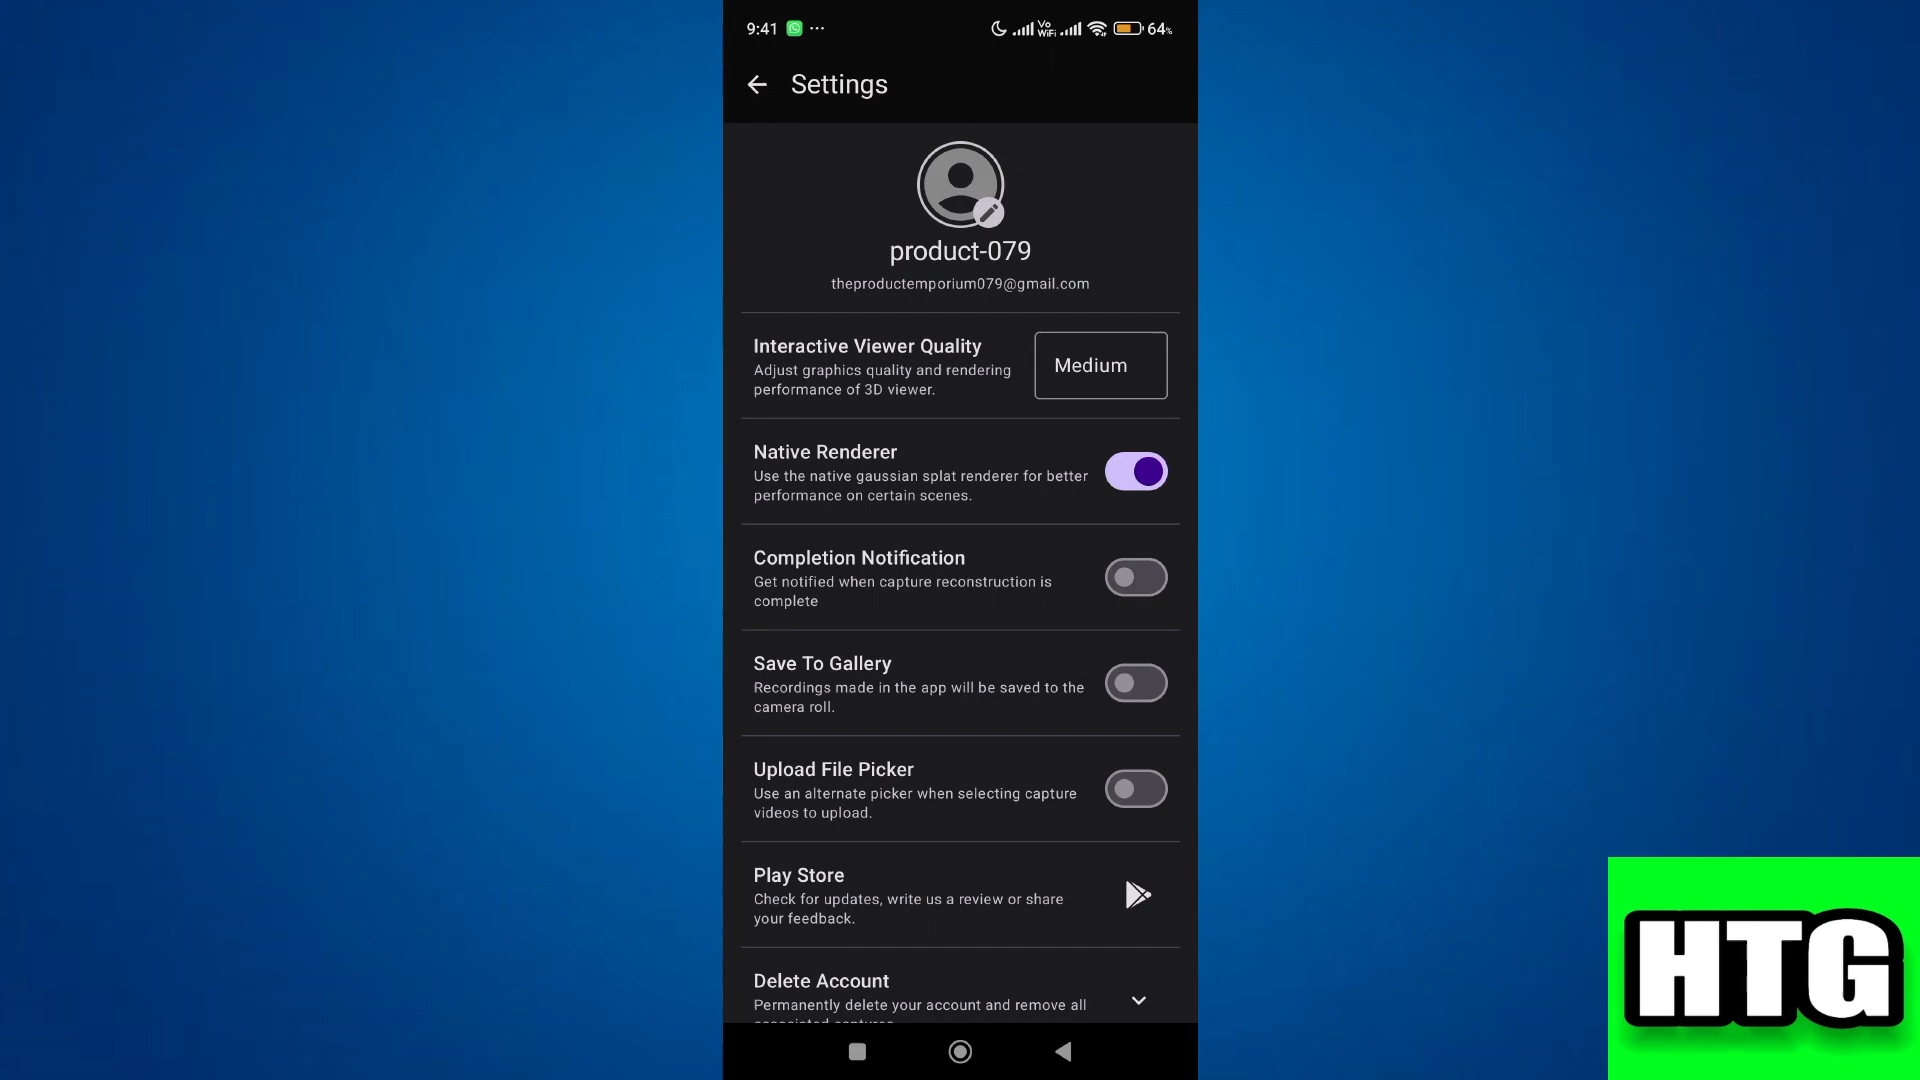 9:41 ... Vo WiFi 64%
Settings
product-079
theproductemporium079@gmail.com
Interactive Viewer Quality
Adjust graphics quality and rendering
performance of 3D viewer.
Medium
Native Renderer
Use the native gaussian splat renderer for better
performance on certain scenes.
Completion Notification
Get notified when capture reconstruction is
complete
Save To Gallery
Recordings made in the app will be saved to the
camera roll.
Upload File Picker
Use an alternate picker when selecting capture
videos to upload.
Play Store
Check for updates, write us a review or share
your feedback.
Delete Account
Permanently delete your account and remove all
HTG